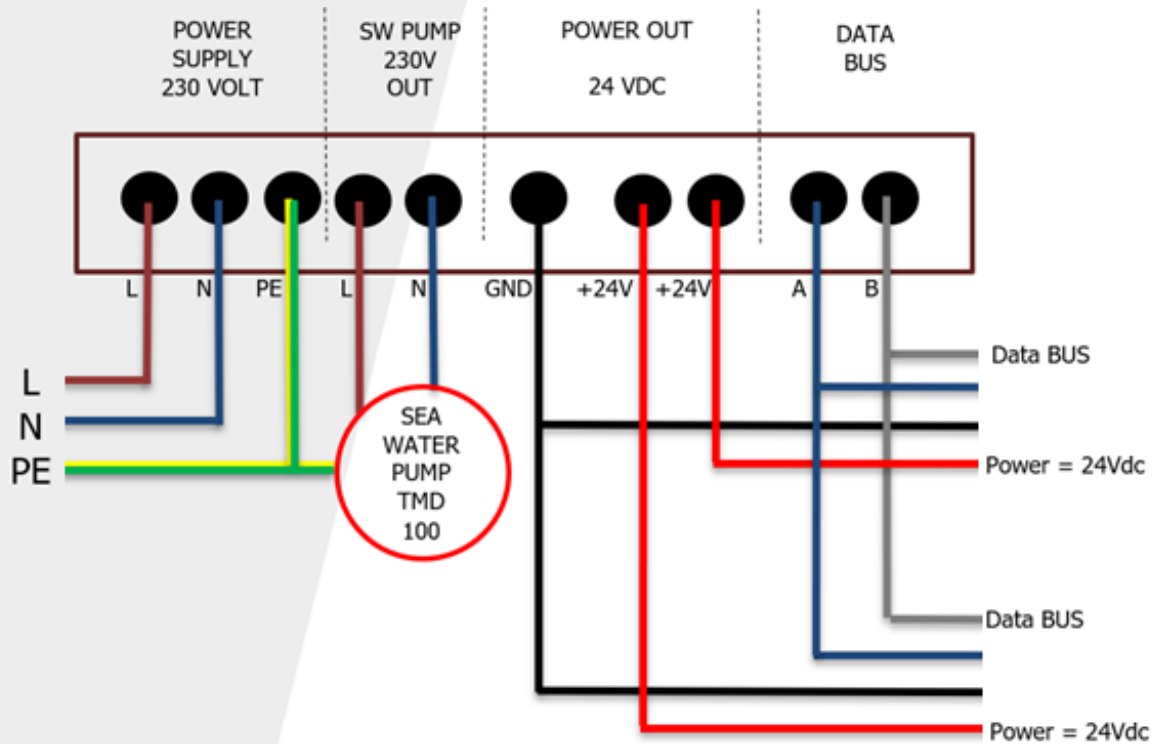 POWER
SUPPLY
230 VOLT
SW PUMP
230V
OUT
POWER OUT
24 VDC
DATA
BUS
L N PE L N GND +24V +24V A B
L
N
PE
SEA
WATER
PUMP
TMD
100
Data BUS
Power = 24Vdc
Data BUS
Power = 24Vdc